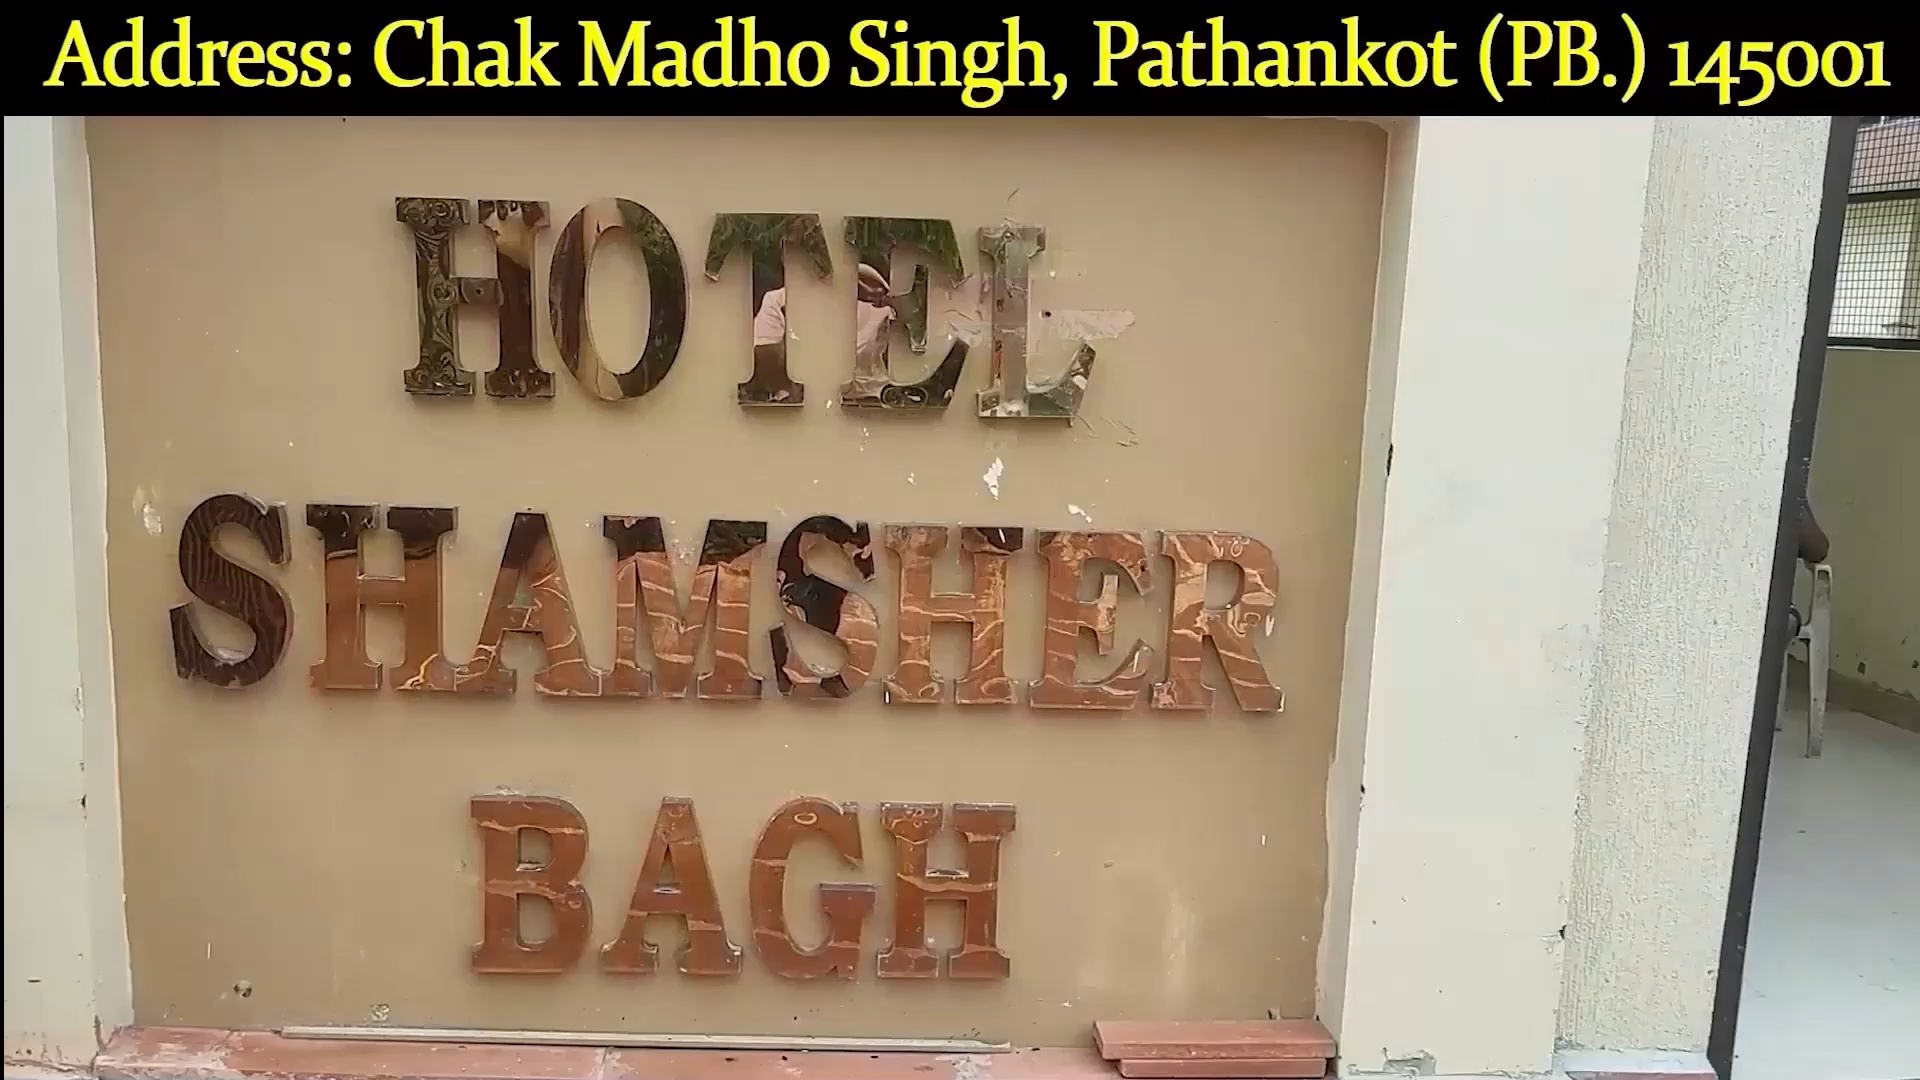 Address: Chak Madho Singh, Pathankot (PB.) 145001
HOTEL
SHAMSHER
BAGH